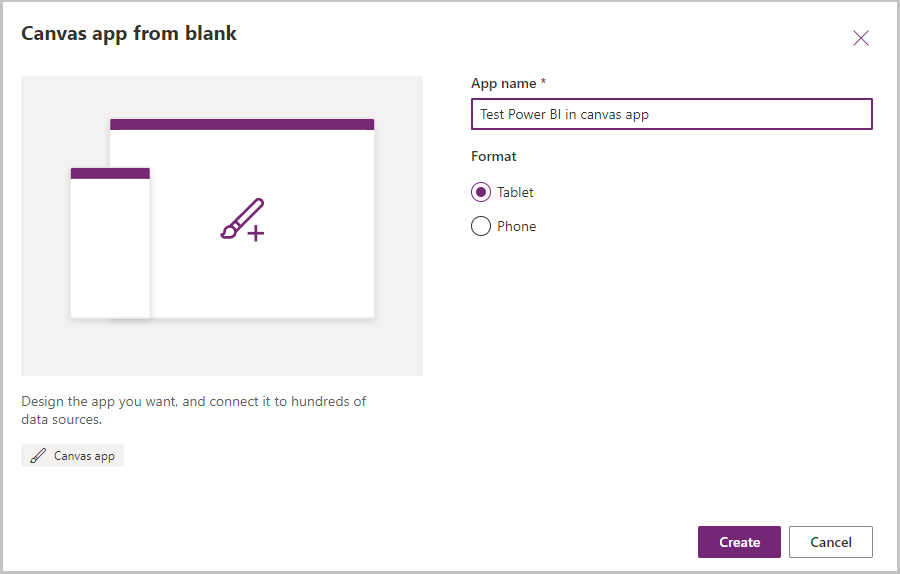 Canvas app from blank
App name *
Test Power BI in canvas app
Format
Tablet
Phone
Design the app you want, and connect it to hundreds of
data sources.
Canvas app
Create
Cancel